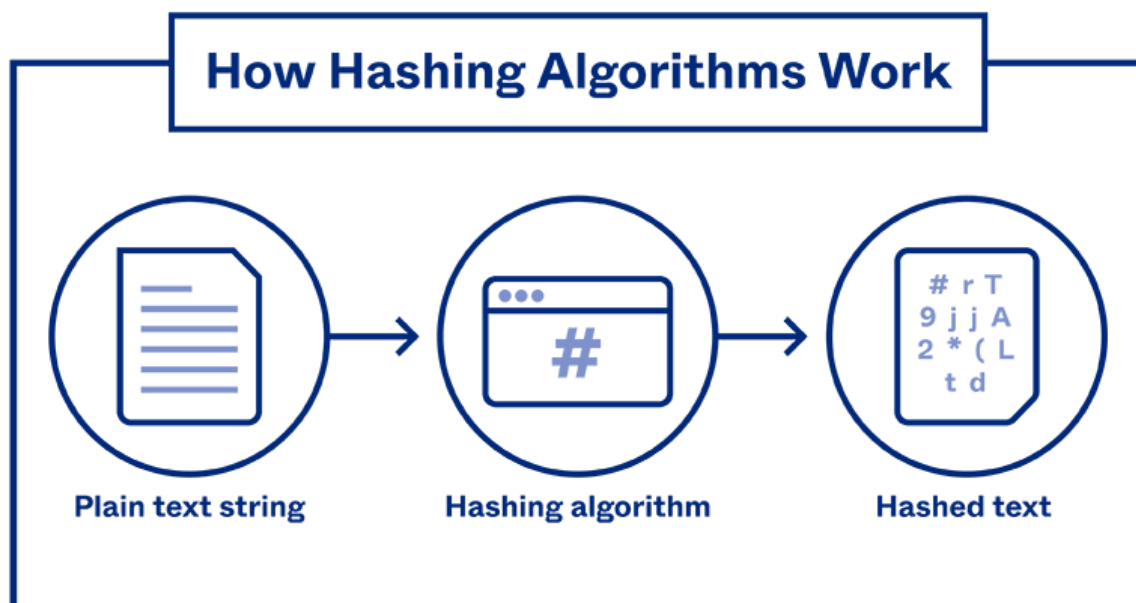 How Hashing Algorithms Work
#
# r T
9 j j A
2 * ( L
t d
Plain text string
Hashing algorithm
Hashed text